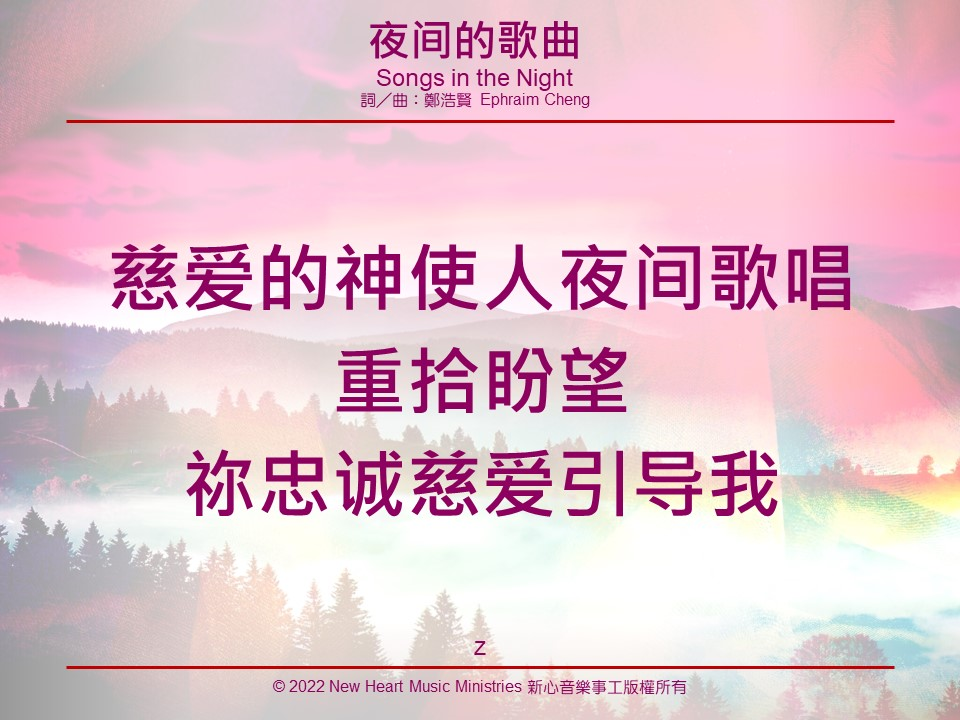 夜间的歌曲
Songs in the Night
詞／曲：鄭浩賢 Ephraim Cheng
慈爱的神使人夜间歌唱
重拾盼望
祢忠诚慈爱引导我
z
© 2022 New Heart Music Ministries 新心音樂事工版權所有